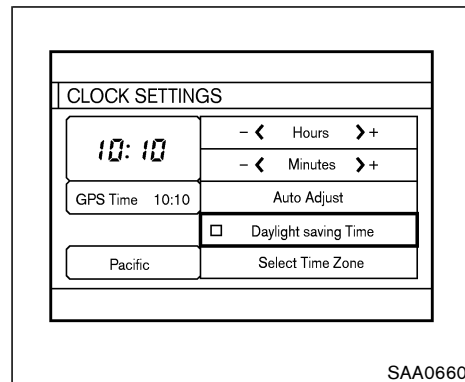 CLOCK SETTINGS
10:10
- < Hours > +
- < Minutes > +
GPS Time 10:10
Auto Adjust
Daylight saving Time
Pacific
Select Time Zone
SAA0660